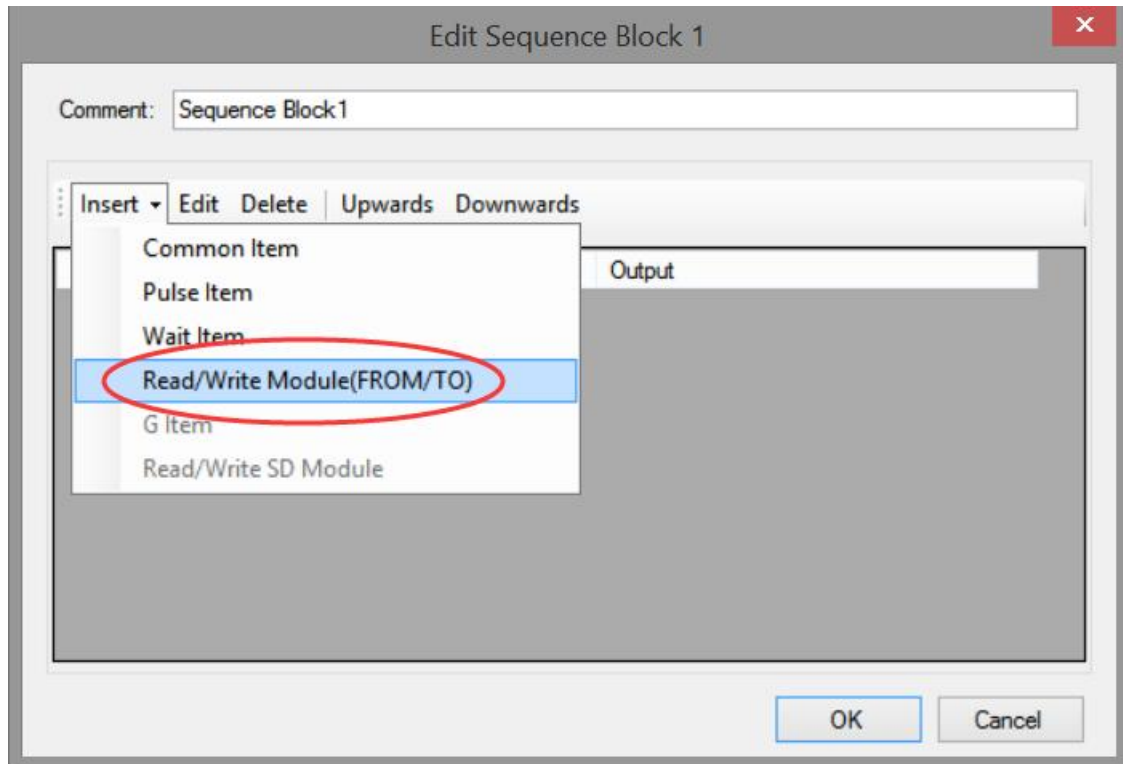 Edit Sequence Block 1
Comment: Sequence Block1
Insert Edit Delete Upwards Downwards
Common Item
Output
Pulse Item
Wait Item
Read/Write Module(FROM/TO)
G Item
Read/Write SD Module
OK Cancel